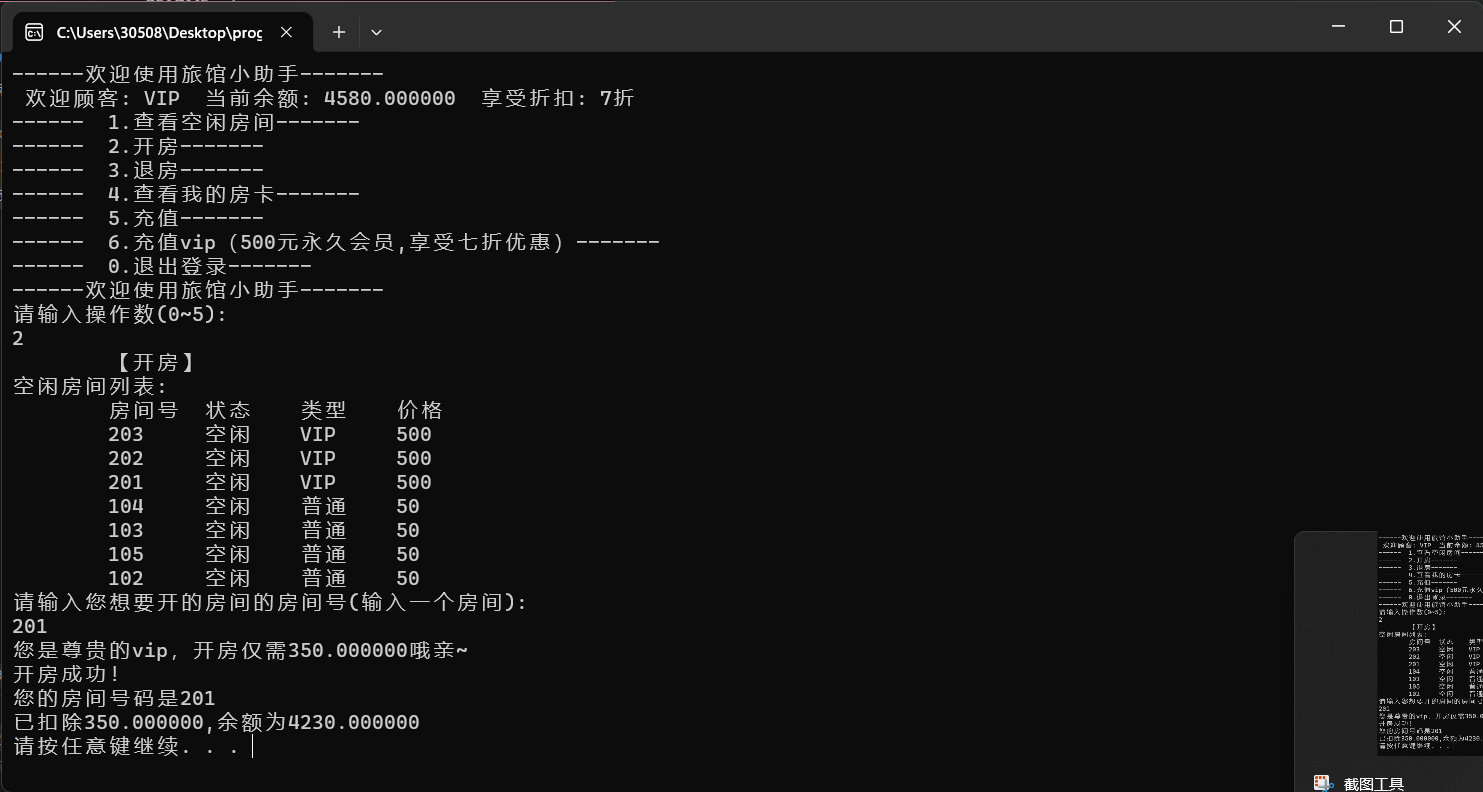 C:\Users\30508\Desktop\prog
------欢迎使用旅馆小助手-------
欢迎顾客: VIP 当前余额: 4580.000000 享受折扣: 7折
------ 1.查看空闲房间-------
------ 2.开房-------
------ 3.退房-------
------ 4.查看我的房卡-------
------ 5.充值-------
------ 6.充值vip（500元永久会员,享受七折优惠）-------
------ 0.退出登录-------
------欢迎使用旅馆小助手-------
请输入操作数(0~5):
2
【开房】
空闲房间列表:
房间号 状态 类型 价格
203 空闲 VIP 500
202 空闲 VIP 500
201 空闲 VIP 500
104 空闲 普通 50
103 空闲 普通 50
105 空闲 普通 50
102 空闲 普通 50
请输入您想要开的房间的房间号(输入一个房间):
201
您是尊贵的vip，开房仅需350.000000哦亲~
开房成功!
您的房间号码是201
已扣除350.000000,余额为4230.000000
请按任意键继续. . .
截图工具